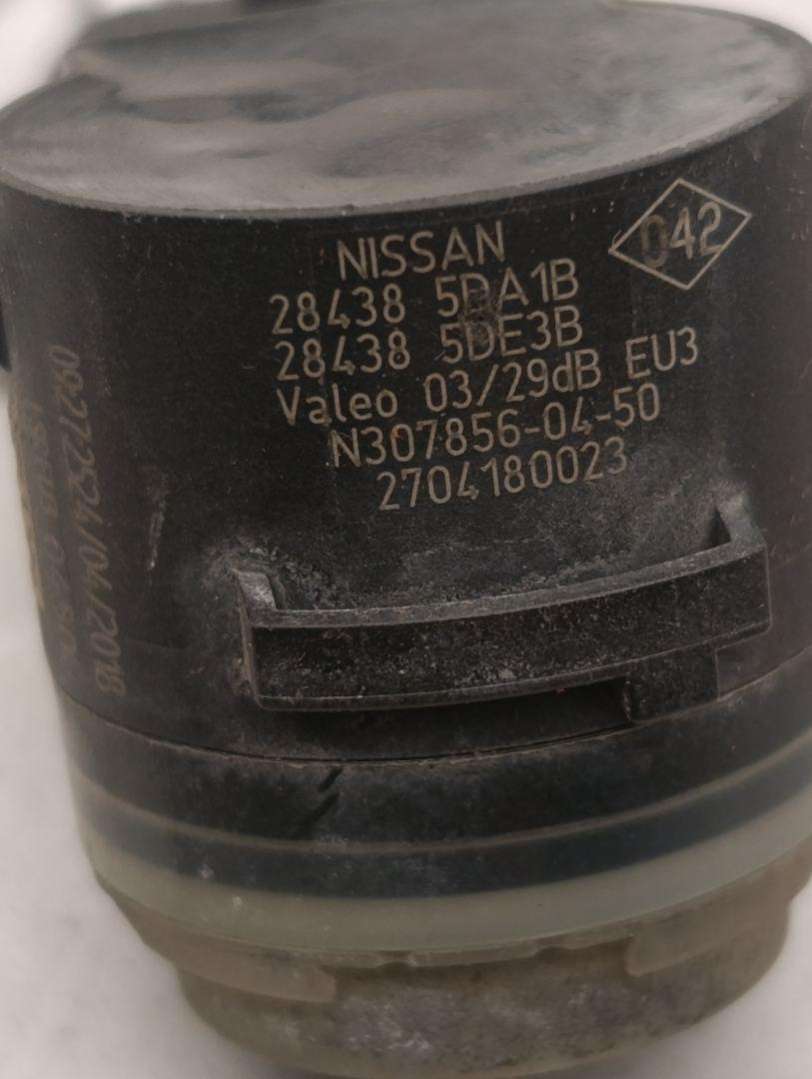 NISSAN
042
28438 5DA1B
28438 5DE3B
Valeo 03/29dB EU3
N307856-04-50
2704180023